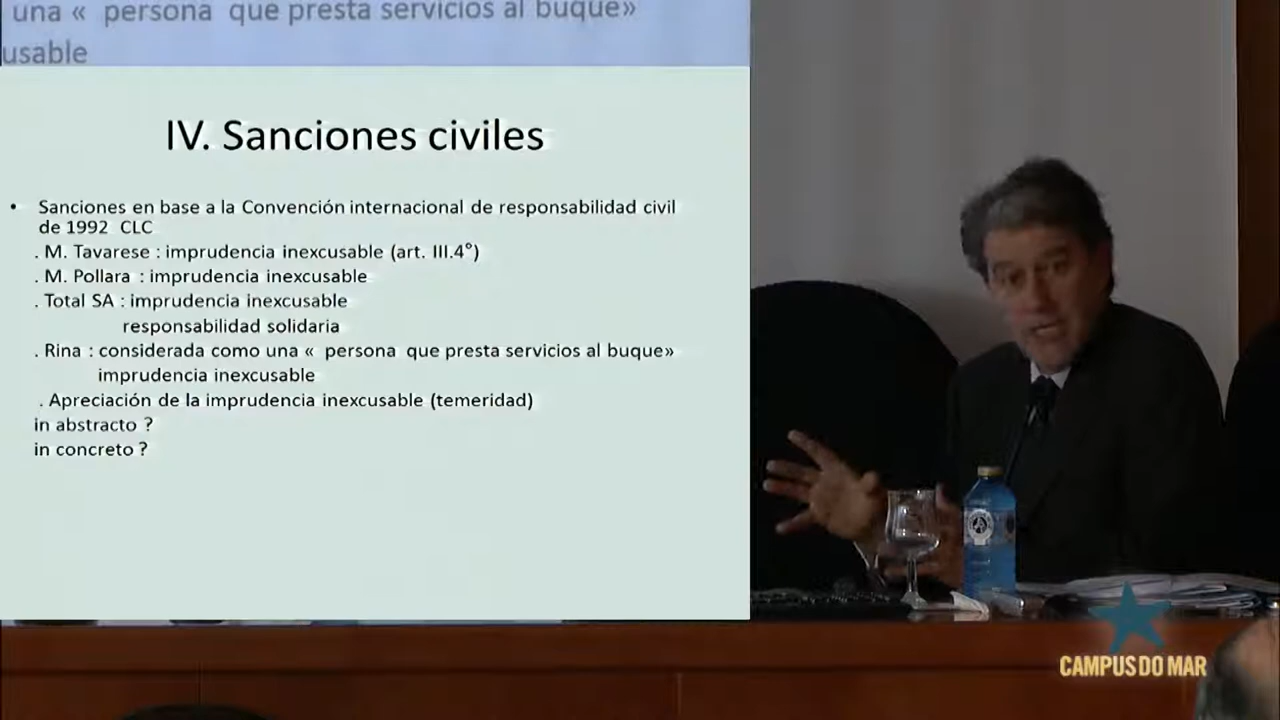 una « persona que presta servicios al buque»
usable
IV. Sanciones civiles
• Sanciones en base a la Convención internacional de responsabilidad civil
de 1992 CLC
. M. Tavarese : imprudencia inexcusable (art. III.4°)
. M. Pollara : imprudencia inexcusable
. Total SA : imprudencia inexcusable
responsabilidad solidaria
. Rina : considerada como una « persona que presta servicios al buque»
imprudencia inexcusable
. Apreciación de la imprudencia inexcusable (temeridad)
in abstracto ?
in concreto ?
CAMPUS DO MAR